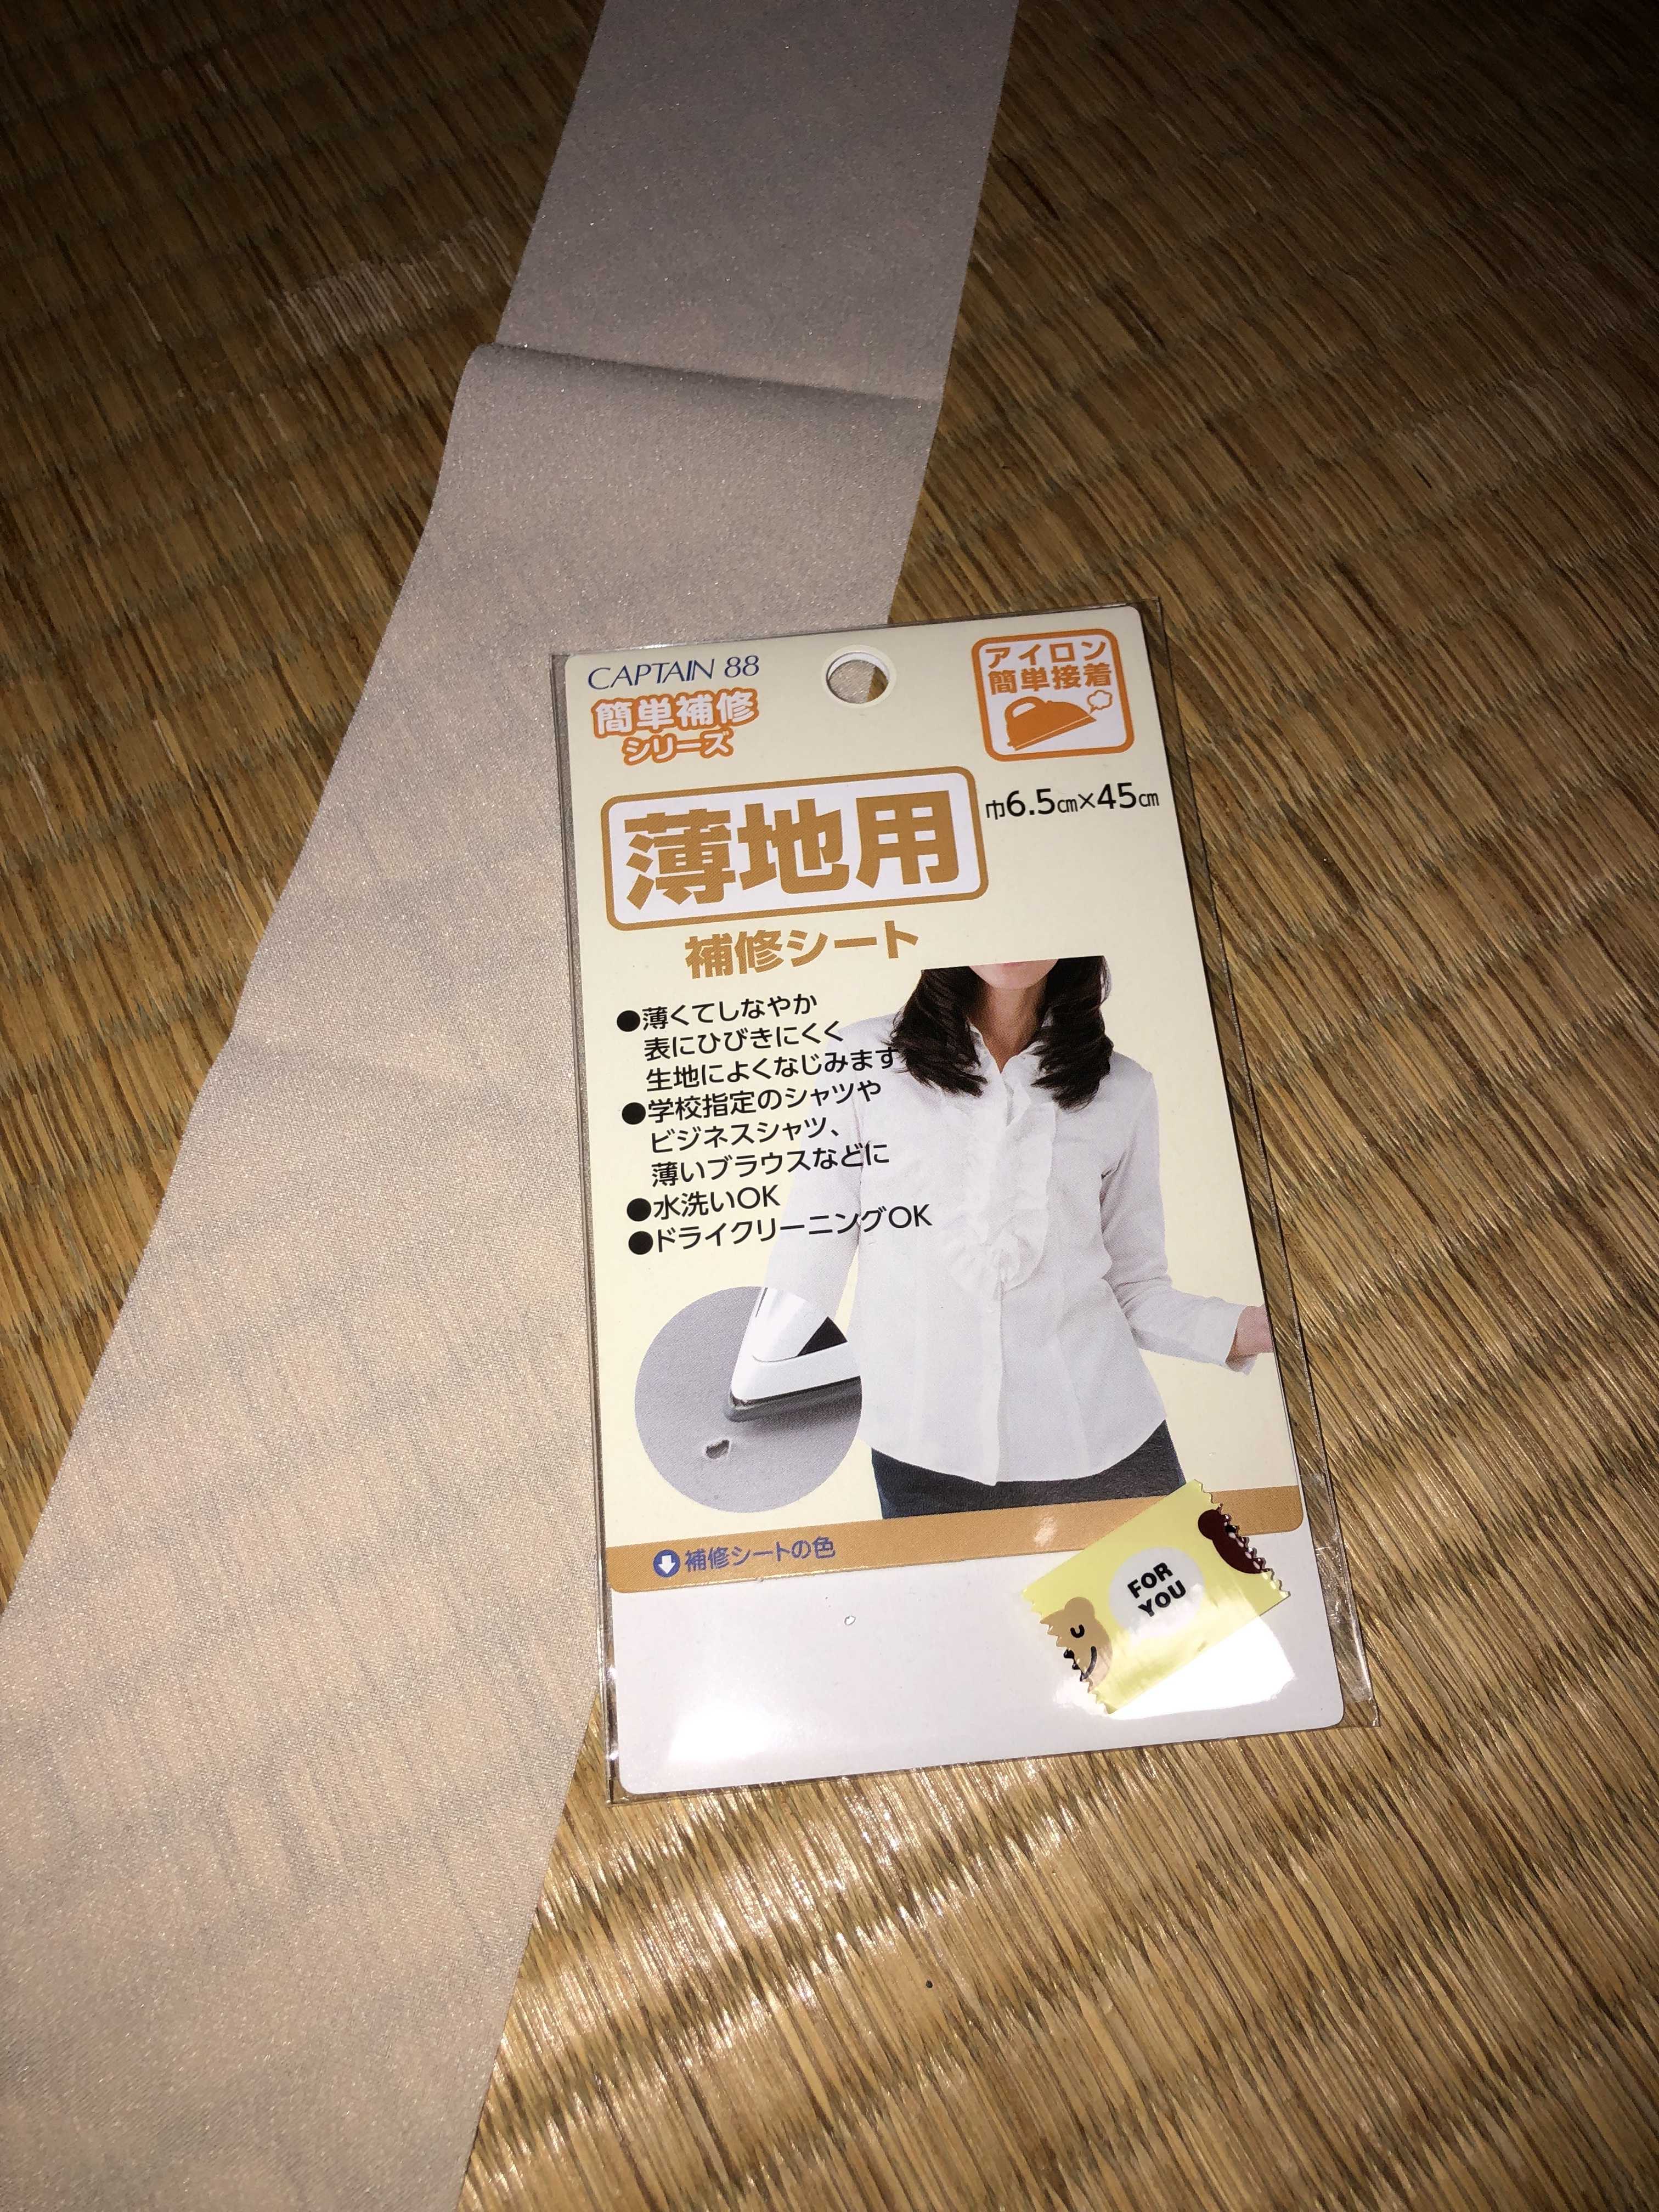 CAPTAIN 88
簡単補修
シリーズ
アイロン
簡単接着
薄地用
巾6.5㎝×45㎝
補修シート
●薄くてしなやか
表にひびきにくく
生地によくなじみます
●学校指定のシャツや
ビジネスシャツ、
薄いブラウスなどに
●水洗いOK
●ドライクリーニングOK
補修シートの色
FOR
YOU